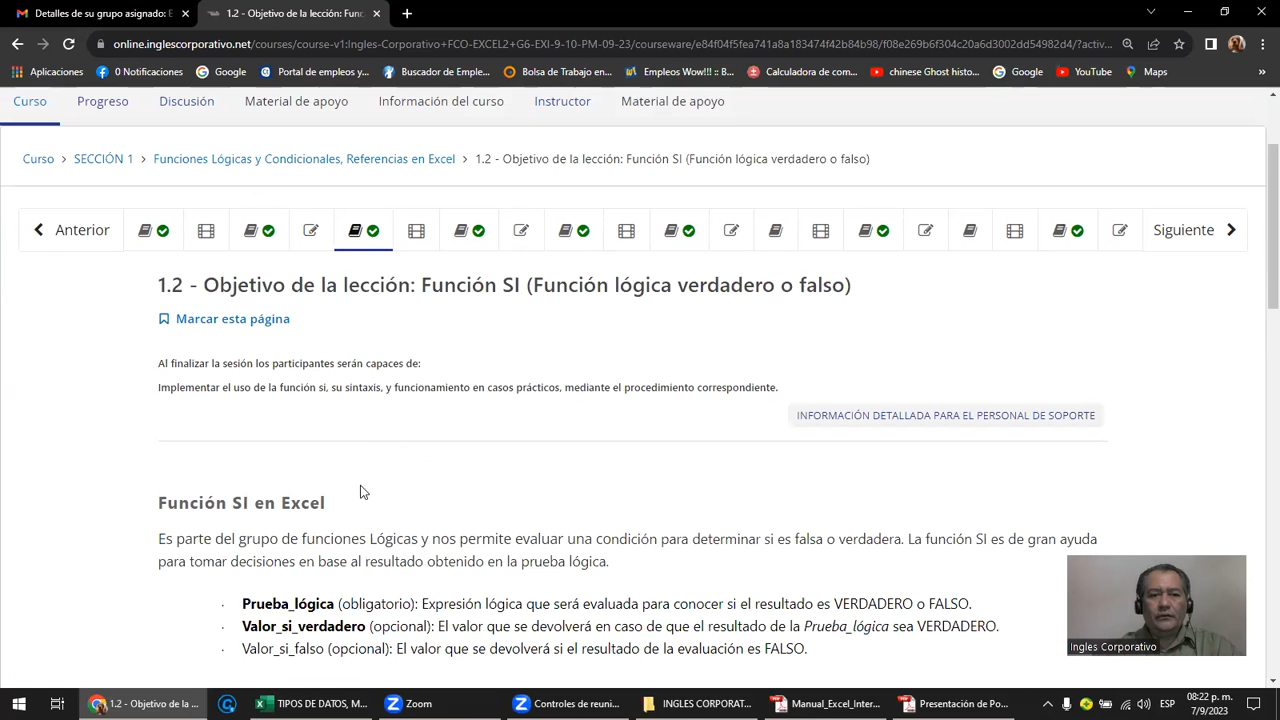 Detalles de su grupo asignado: E
1.2 - Objetivo de la lección: Func
online.inglescorporativo.net/courses/course-v1:Ingles-Corporativo+FCO-EXCEL2+G6-EXI-9-10-PM-09-23/courseware/e84f04f5fea741a8a183474f42b84b98/f08e269b6f304c20a6d3002dd54982d4/?activ...
Aplicaciones
0 Notificaciones
Google
Portal de empleos y...
Buscador de Emple...
Bolsa de Trabajo en...
Empleos Wow!!! :: B...
Calculadora de com...
chinese Ghost histo...
Google
YouTube
Maps
»
Curso
Progreso
Discusión
Material de apoyo
Información del curso
Instructor
Material de apoyo
Curso > SECCIÓN 1 > Funciones Lógicas y Condicionales, Referencias en Excel > 1.2 - Objetivo de la lección: Función SI (Función lógica verdadero o falso)
Anterior
Siguiente
1.2 - Objetivo de la lección: Función SI (Función lógica verdadero o falso)
Marcar esta página
Al finalizar la sesión los participantes serán capaces de:
Implementar el uso de la función si, su sintaxis, y funcionamiento en casos prácticos, mediante el procedimiento correspondiente.
INFORMACIÓN DETALLADA PARA EL PERSONAL DE SOPORTE
Función SI en Excel
Es parte del grupo de funciones Lógicas y nos permite evaluar una condición para determinar si es falsa o verdadera. La función SI es de gran ayuda
para tomar decisiones en base al resultado obtenido en la prueba lógica.
· Prueba_lógica (obligatorio): Expresión lógica que será evaluada para conocer si el resultado es VERDADERO o FALSO.
· Valor_si_verdadero (opcional): El valor que se devolverá en caso de que el resultado de la Prueba_lógica sea VERDADERO.
· Valor_si_falso (opcional): El valor que se devolverá si el resultado de la evaluación es FALSO.
Ingles Corporativo
1.2 - Objetivo de la ...
TIPOS DE DATOS, M...
Zoom
Controles de reuni...
INGLES CORPORAT...
Manual_Excel_Inter...
Presentación de Po...
ESP
08:22 p. m.
7/9/2023